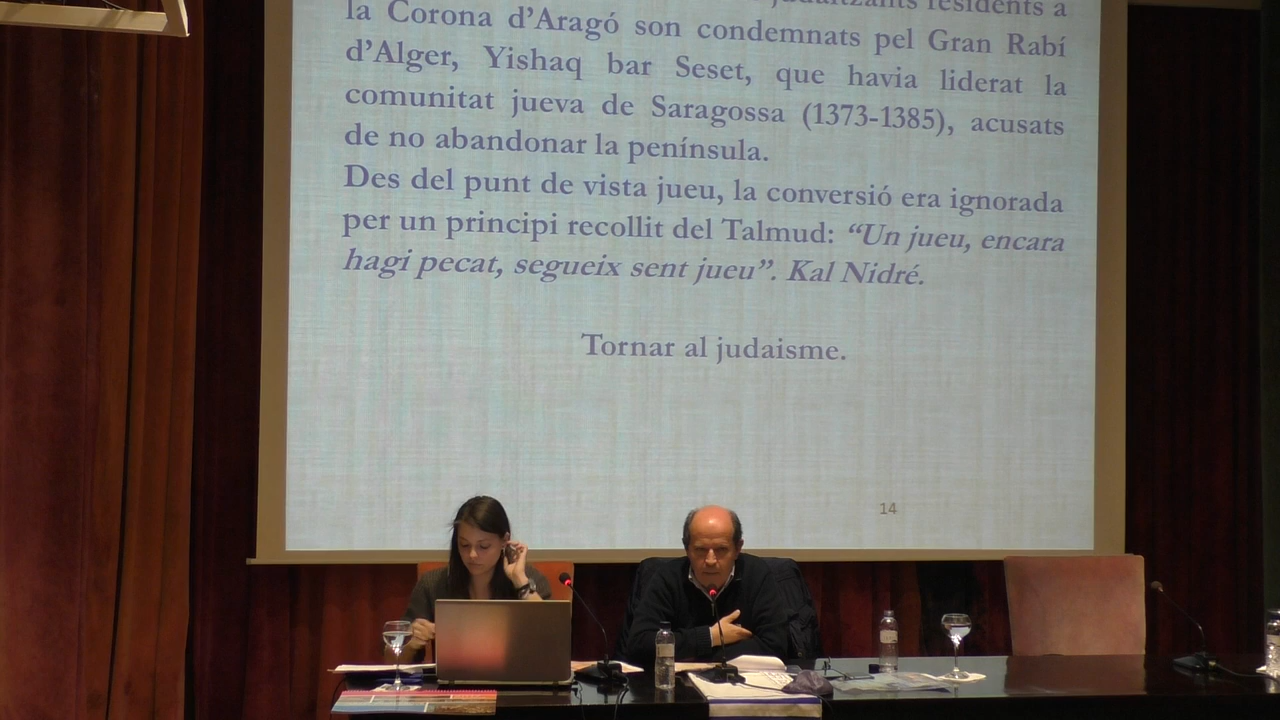 judaïtzants residents a
la Corona d’Aragó son condemnats pel Gran Rabí
d’Alger, Yishaq bar Seset, que havia liderat la
comunitat jueva de Saragossa (1373-1385), acusats
de no abandonar la península.
Des del punt de vista jueu, la conversió era ignorada
per un principi recollit del Talmud: “Un jueu, encara
hagi pecat, segueix sent jueu”. Kal Nidré.
Tornar al judaisme.
14